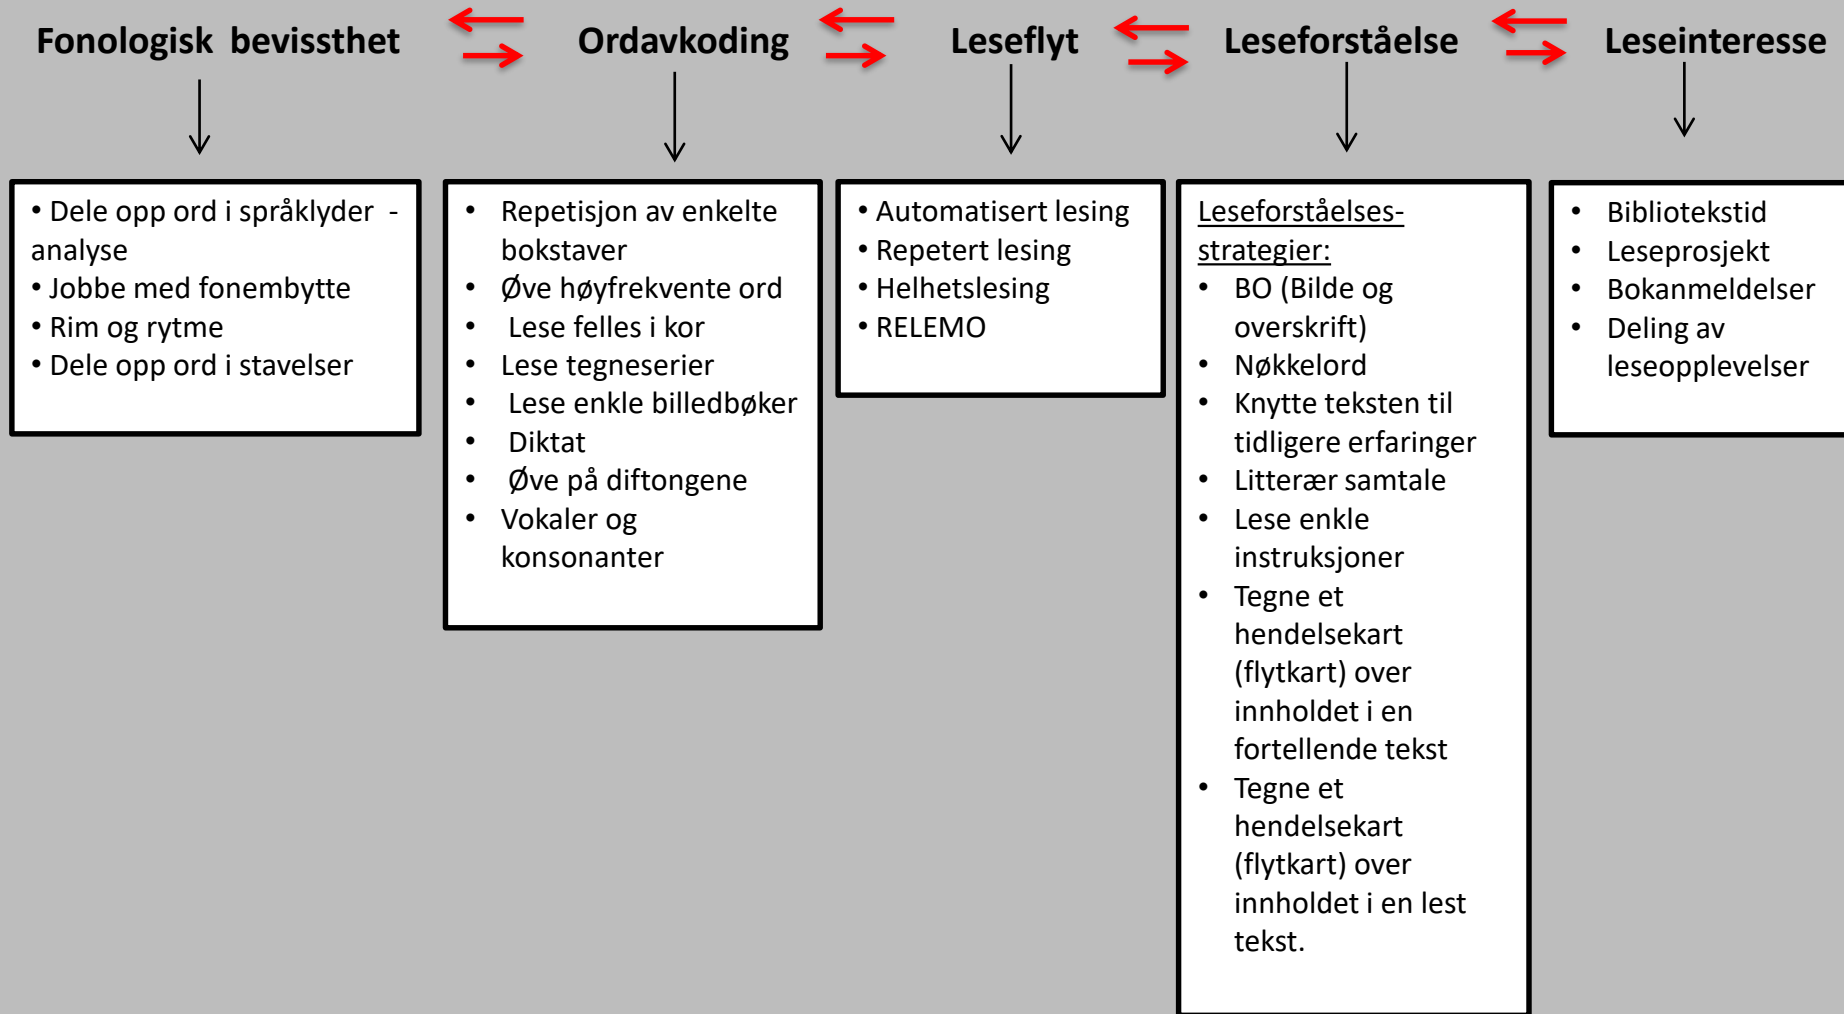 Fonologisk bevissthet
Ordavkoding
Leseflyt
Leseforståelse
Leseinteresse
• Dele opp ord i språklyder -
analyse
• Jobbe med fonembytte
• Rim og rytme
• Dele opp ord i stavelser
• Repetisjon av enkelte
bokstaver
• Øve høyfrekvente ord
• Lese felles i kor
• Lese tegneserier
• Lese enkle billedbøker
• Diktat
• Øve på diftongene
• Vokaler og
konsonanter
• Automatisert lesing
• Repetert lesing
• Helhetslesing
• RELEMO
Leseforståelses-
strategier:
• BO (Bilde og
overskrift)
• Nøkkelord
• Knytte teksten til
tidligere erfaringer
• Litterær samtale
• Lese enkle
instruksjoner
• Tegne et
hendelsekart
(flytkart) over
innholdet i en
fortellende tekst
• Tegne et
hendelsekart
(flytkart) over
innholdet i en lest
tekst.
• Bibliotekstid
• Leseprosjekt
• Bokanmeldelser
• Deling av
leseopplevelser